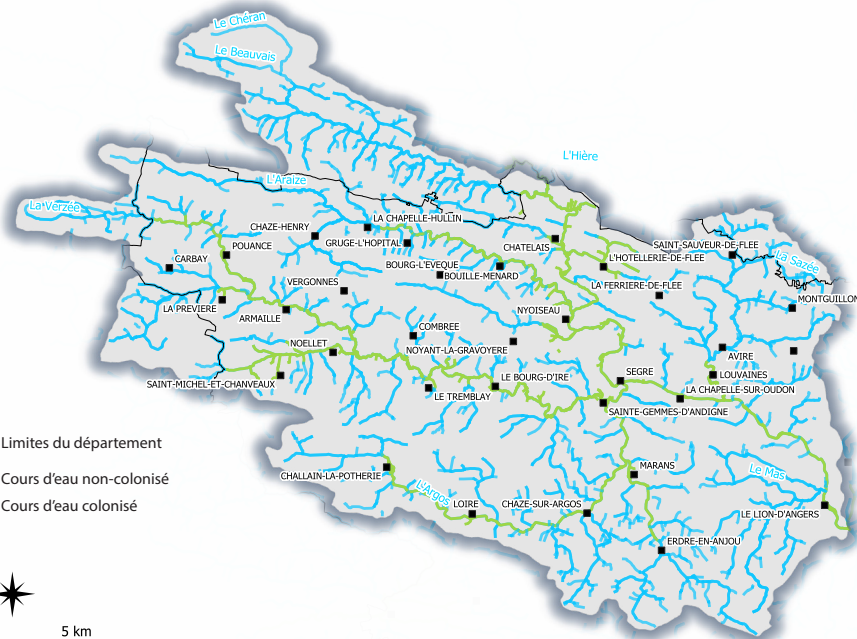 Le Chéran
Le Beauvais
L'Hière
L'Araize
La Verzée
LA CHAPELLE-HULLIN
CHAZE-HENRY
GRUGE-L'HOPITAL
CHATELAIS
SAINT-SAUVEUR-DE-FLEE
POUANCE
CARBAY
L'HOTELLERIE-DE-FLEE
La Sazée
BOURG-L'EVEQUE
BOUILLE-MENARD
VERGONNES
LA FERRIERE-DE-FLEE
MONTGUILLON
LA PREVIERE
ARMAILLE
NYOISEAU
COMBREE
NOELLET
NOYANT-LA-GRAVOYERE
AVIRE
SEGRE
LOUVAINES
LE BOURG-D'IRE
SAINT-MICHEL-ET-CHANVEAUX
LA CHAPELLE-SUR-OUDON
LE TREMBLAY
SAINTE-GEMMES-D'ANDIGNE
Limites du département
MARANS
Le Mas
CHALLAIN-LA-POTHERIE
Cours d'eau non-colonisé
L'Argos
LOIRE
CHAZE-SUR-ARGOS
Cours d'eau colonisé
LE LION-D'ANGERS
ERDRE-EN-ANJOU
5 km